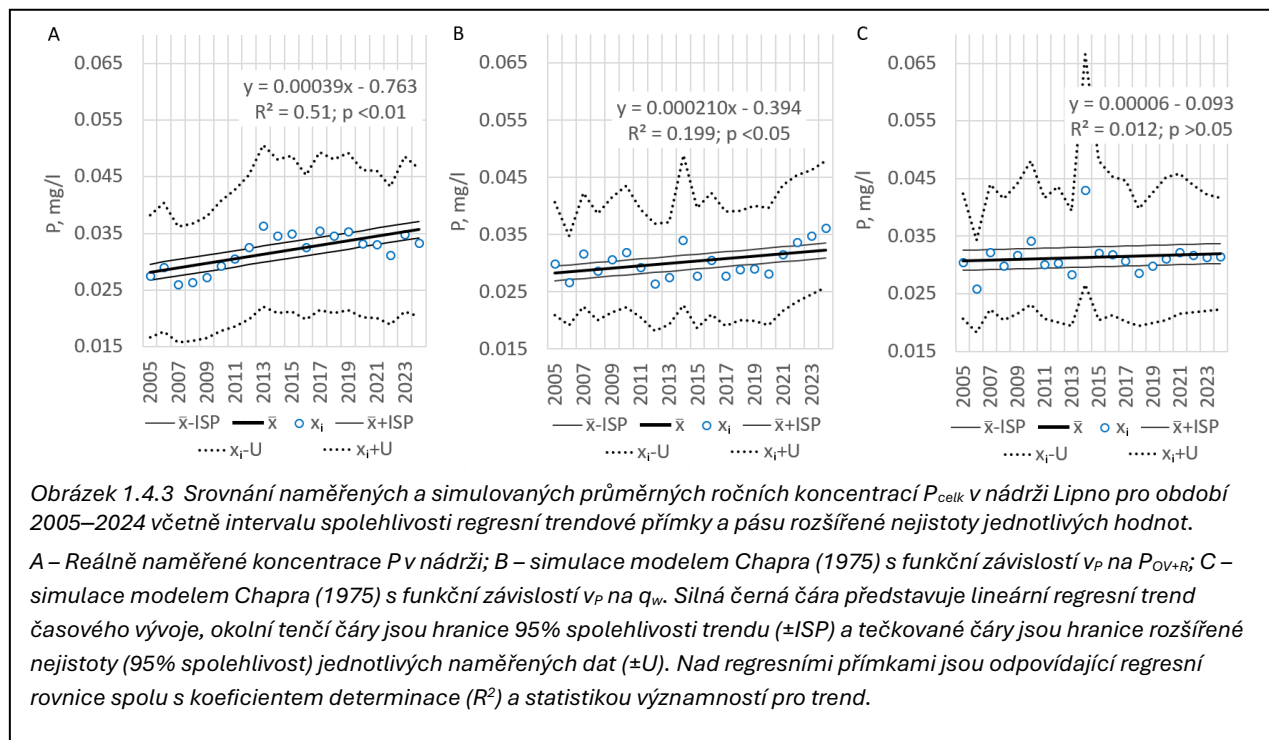 A
0.065
0.055
0.045
0.035
0.025
0.015
P, mg/l
y = 0.00039x - 0.763
R² = 0.51; p <0.01
2005
2007
2009
2011
2013
2015
2017
2019
2021
2023
x̄-ISP x̄ xᵢ x̄+ISP
xᵢ-U xᵢ+U
B
0.065
0.055
0.045
0.035
0.025
0.015
P, mg/l
y = 0.000210x - 0.394
R² = 0.199; p <0.05
2005
2007
2009
2011
2013
2015
2017
2019
2021
2023
x̄-ISP x̄ xᵢ x̄+ISP
xᵢ-U xᵢ+U
C
0.065
0.055
0.045
0.035
0.025
0.015
P, mg/l
y = 0.00006 - 0.093
R² = 0.012; p >0.05
2005
2007
2009
2011
2013
2015
2017
2019
2021
2023
x̄-ISP x̄ xᵢ x̄+ISP
xᵢ-U xᵢ+U
Obrázek 1.4.3 Srovnání naměřených a simulovaných průměrných ročních koncentrací Pcelk v nádrži Lipno pro období
2005–2024 včetně intervalu spolehlivosti regresní trendové přímky a pásu rozšířené nejistoty jednotlivých hodnot.
A – Reálně naměřené koncentrace P v nádrži; B – simulace modelem Chapra (1975) s funkční závislostí vP na POV+R; C –
simulace modelem Chapra (1975) s funkční závislostí vP na qw. Silná černá čára představuje lineární regresní trend
časového vývoje, okolní tenčí čáry jsou hranice 95% spolehlivosti trendu (±ISP) a tečkované čáry jsou hranice rozšířené
nejistoty (95% spolehlivost) jednotlivých naměřených dat (±U). Nad regresními přímkami jsou odpovídající regresní
rovnice spolu s koeficientem determinace (R²) a statistikou významností pro trend.